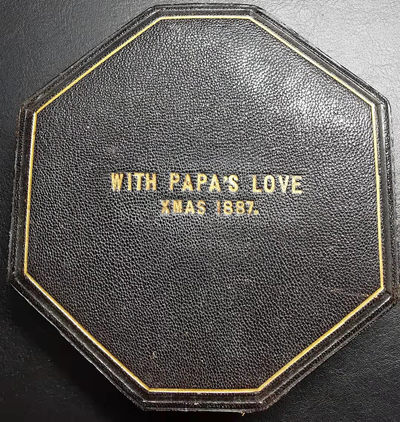 WITH PAPA'S LOVE
XMAS 1887.